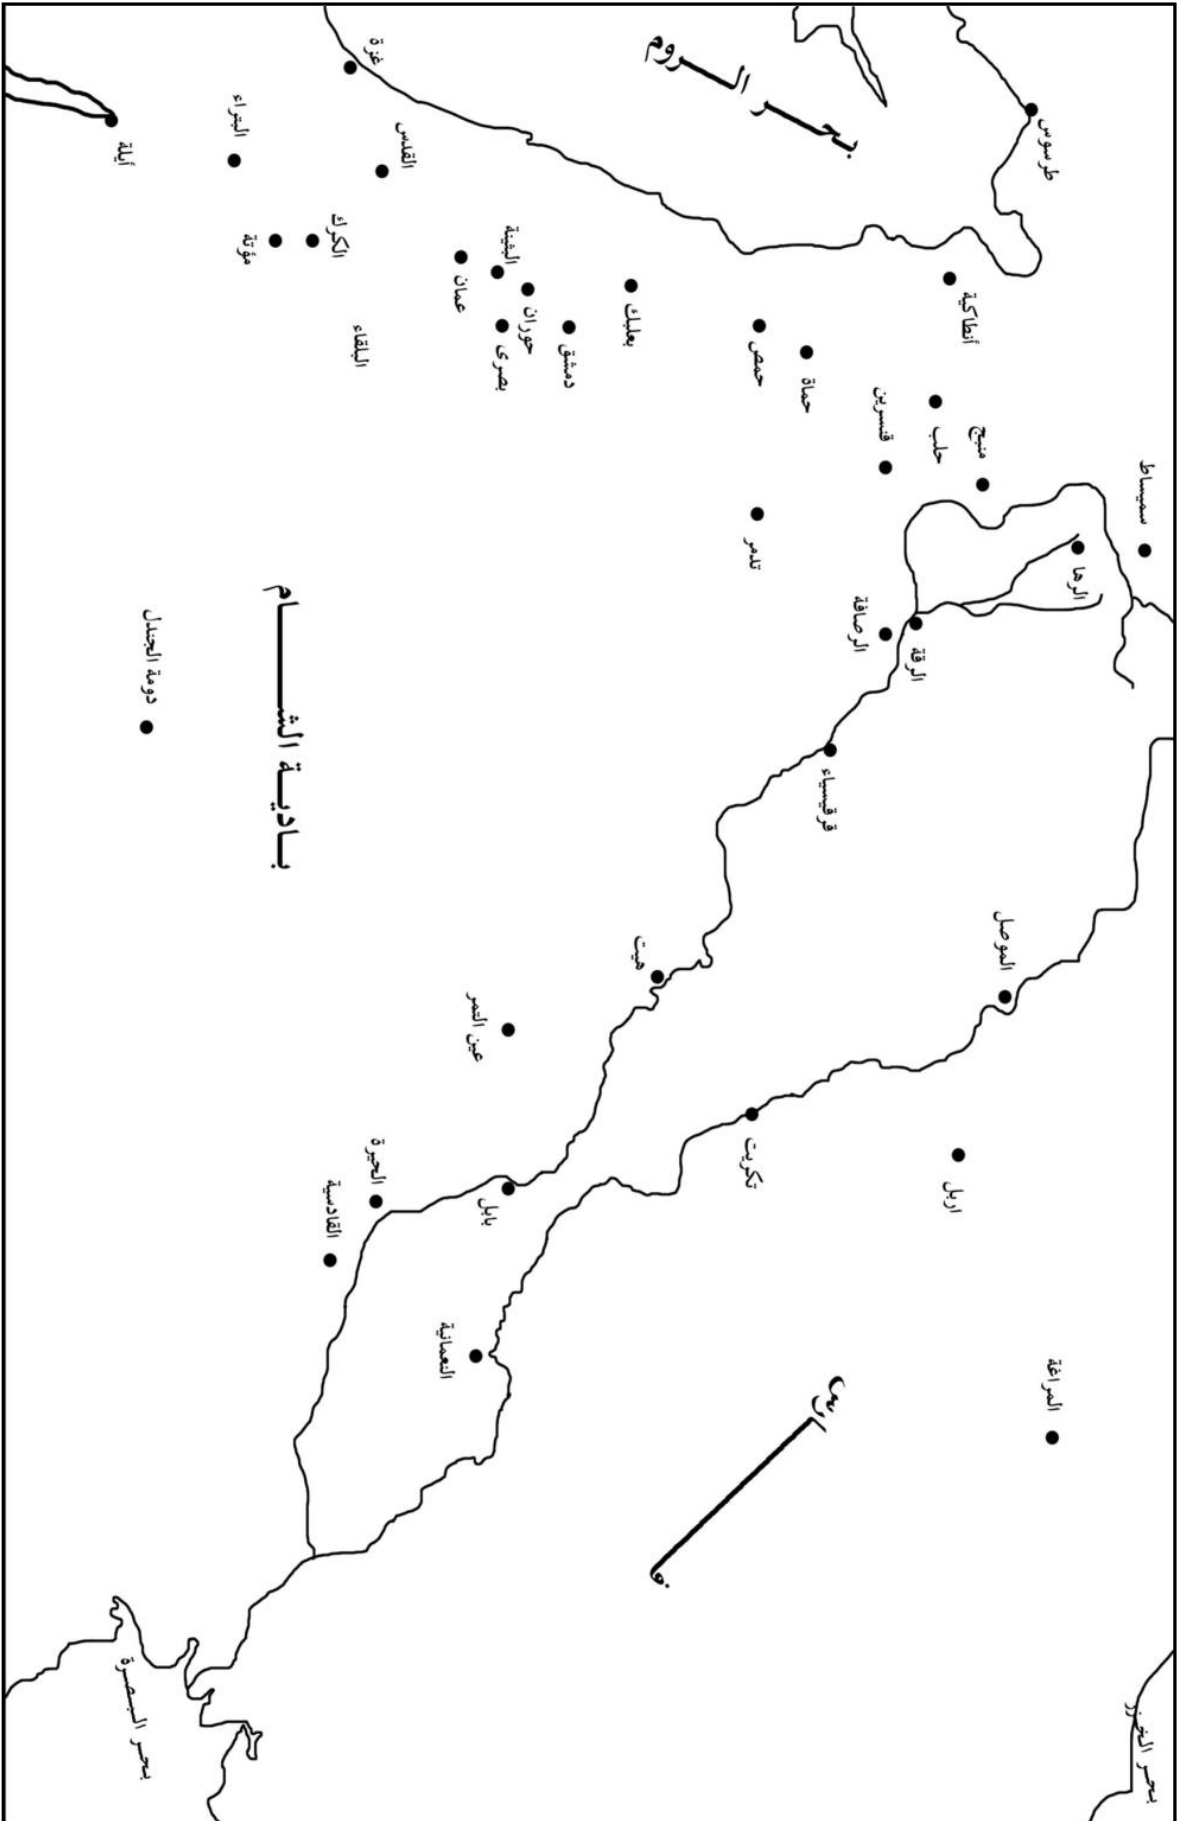 بحر الخزر
سميساط
الرها
المراغة
طرسوس
الموصل
منبج
أنطاكية
اربل
حلب
الرقة
قنسرين
الرصافة
قرقيسياء
بحر الروم
فارس
حماة
تكريت
حمص
تدمر
هيت
بعلبك
دمشق
حوران
البثينة
بصرى
بابل
عين التمر
عمان
النعمانية
القدس
غزة
الحيرة
البلقاء
القادسية
الكرك
بادية الشام
مؤتة
البتراء
دومة الجندل
بحر البصرة
أيلة